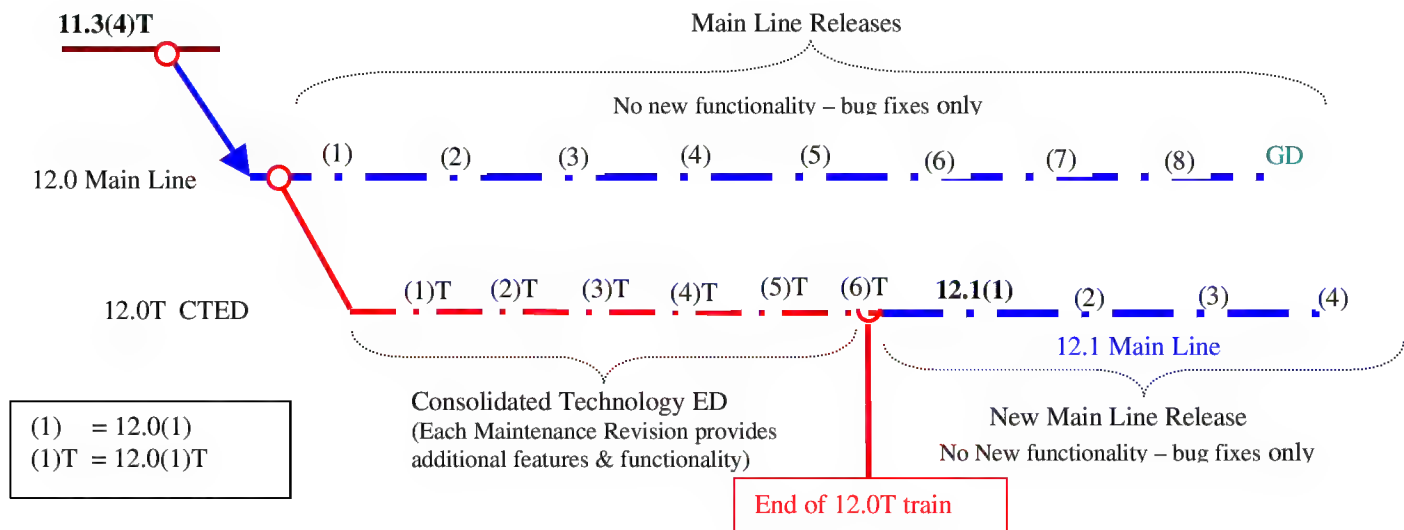 11.3(4)T
Main Line Releases
No new functionality – bug fixes only
12.0 Main Line
(1) (2) (3) (4) (5) (6) (7) (8) GD
12.0T CTED
(1)T (2)T (3)T (4)T (5)T (6)T 12.1(1) (2) (3) (4)
12.1 Main Line
Consolidated Technology ED
(Each Maintenance Revision provides
additional features & functionality)
New Main Line Release
No New functionality – bug fixes only
(1) = 12.0(1)
(1)T = 12.0(1)T
End of 12.0T train